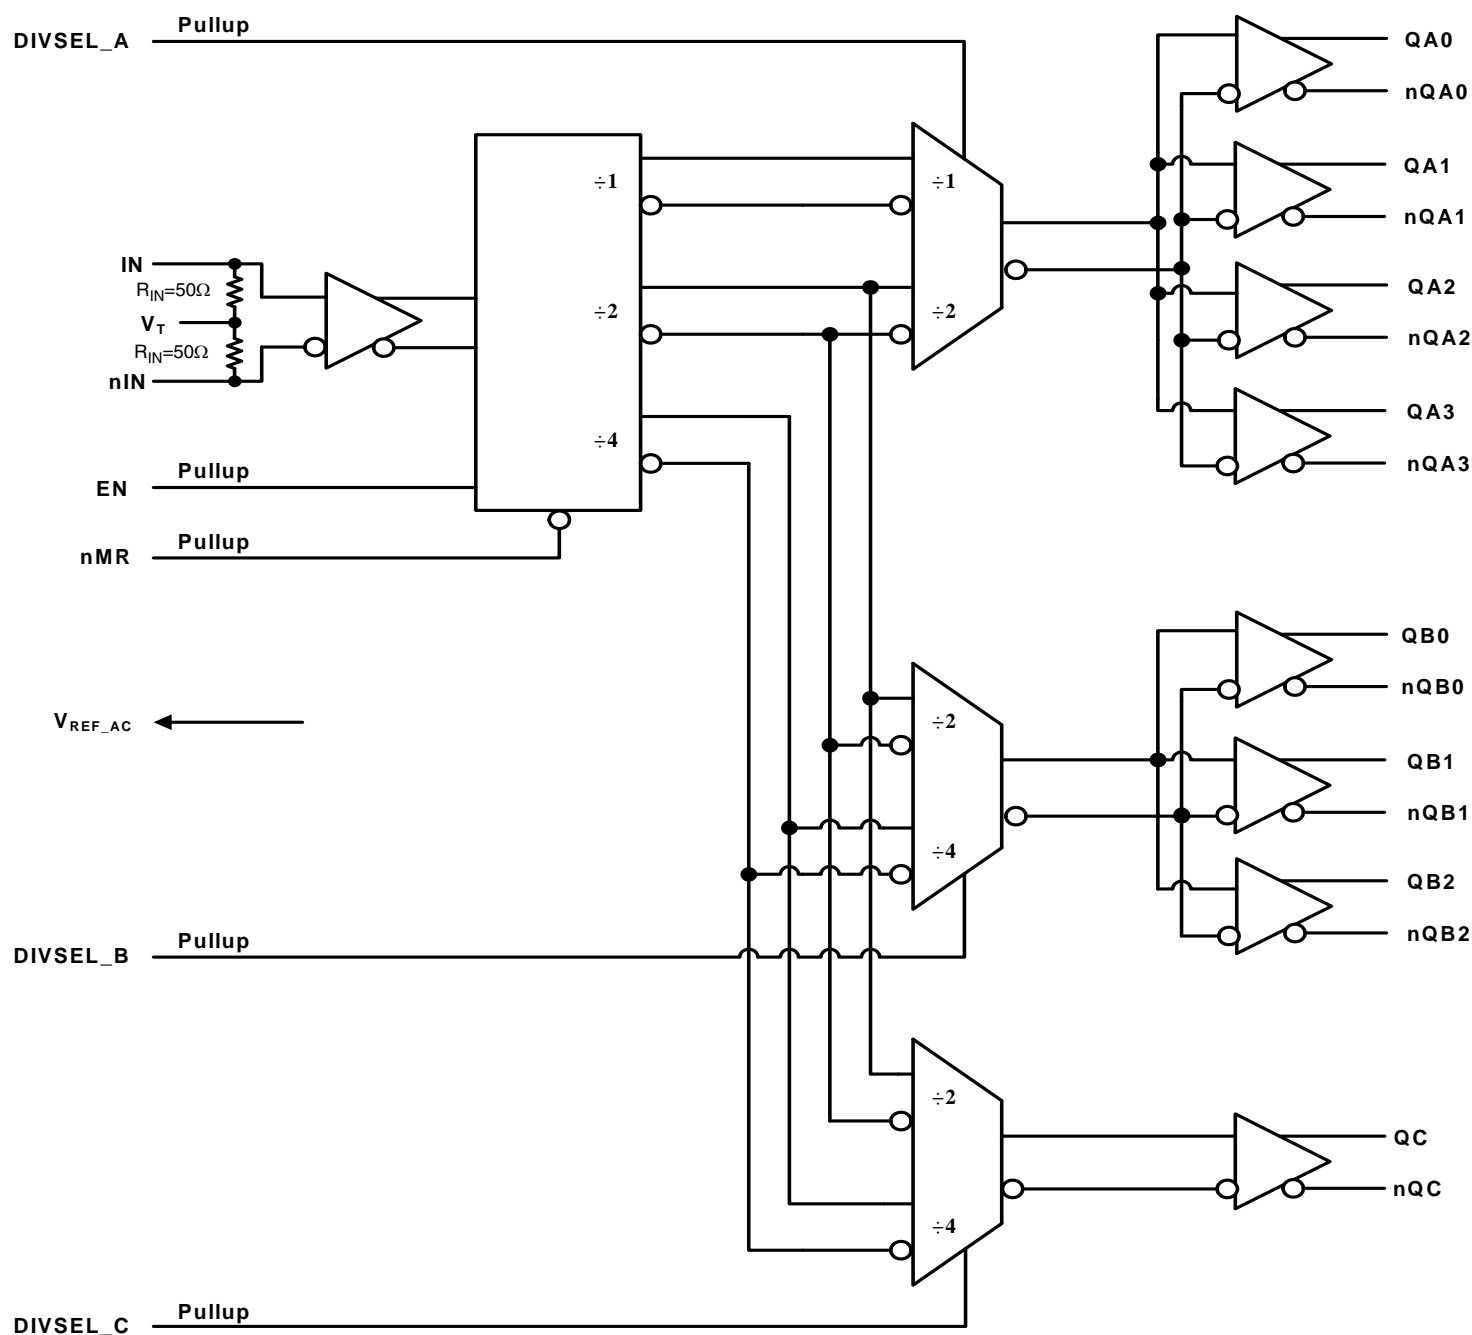 DIVSEL_A
Pullup
QA0
nQA0
÷1
÷1
QA1
nQA1
IN
RIN=50Ω
VT
RIN=50Ω
nIN
÷2
÷2
QA2
nQA2
÷4
QA3
nQA3
EN
Pullup
nMR
Pullup
QB0
nQB0
VREF_AC
÷2
QB1
nQB1
÷4
QB2
nQB2
DIVSEL_B
Pullup
÷2
QC
nQC
÷4
DIVSEL_C
Pullup